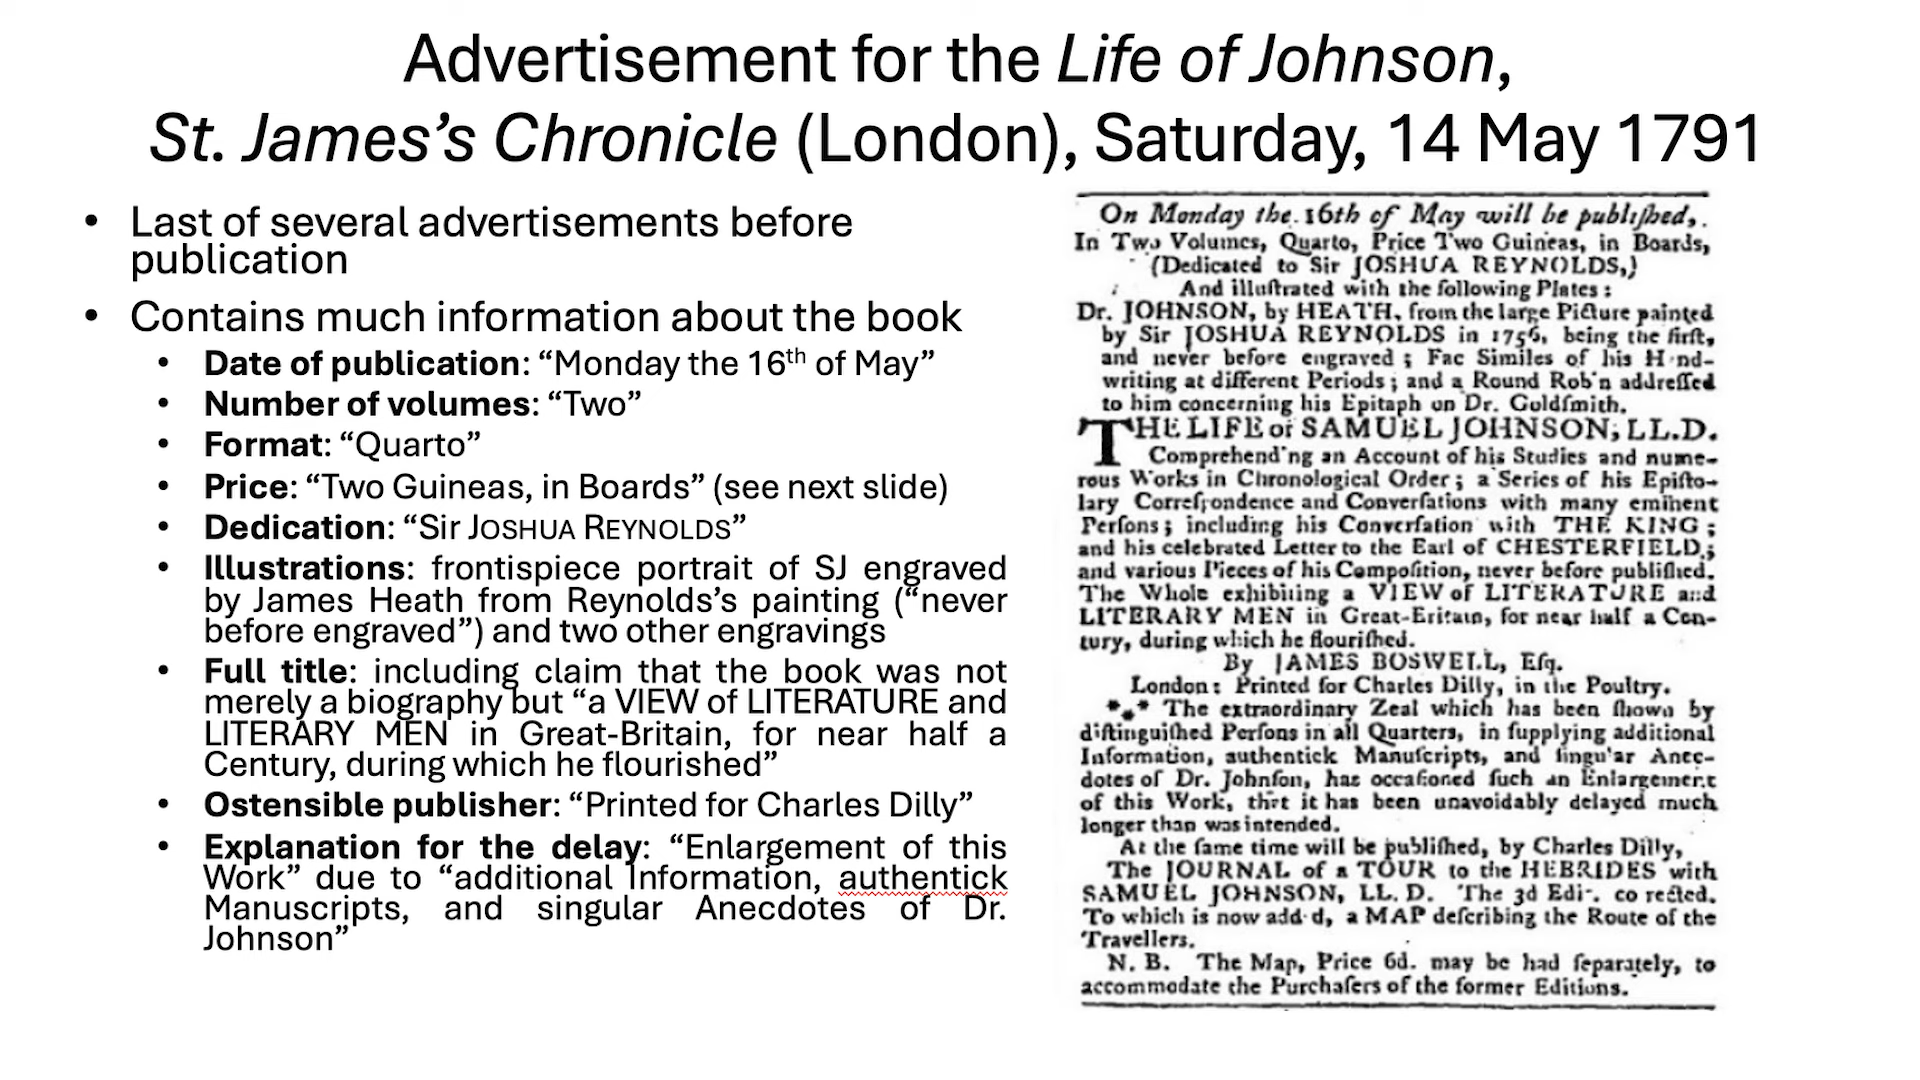 Advertisement for the Life of Johnson,
St. James’s Chronicle (London), Saturday, 14 May 1791
• Last of several advertisements before
publication
• Contains much information about the book
• Date of publication: “Monday the 16th of May”
• Number of volumes: “Two”
• Format: “Quarto”
• Price: “Two Guineas, in Boards” (see next slide)
• Dedication: “Sir JOSHUA REYNOLDS”
• Illustrations: frontispiece portrait of SJ engraved
by James Heath from Reynolds’s painting (“never
before engraved”) and two other engravings
• Full title: including claim that the book was not
merely a biography but “a VIEW of LITERATURE and
LITERARY MEN in Great-Britain, for near half a
Century, during which he flourished”
• Ostensible publisher: “Printed for Charles Dilly”
• Explanation for the delay: “Enlargement of this
Work” due to “additional Information, authentick
Manuscripts, and singular Anecdotes of Dr.
Johnson”
On Monday the 16th of May will be publiſhed,
In Two Volumes, Quarto, Price Two Guineas, in Boards,
(Dedicated to Sir JOSHUA REYNOLDS,)
And illuſtrated with the following Plates:
Dr. JOHNSON, by HEATH, from the large Picture painted
by Sir JOSHUA REYNOLDS in 1756, being the firſt,
and never before engraved; Fac Similes of his Hand-
writing at different Periods; and a Round Rob'n addreſſed
to him concerning his Epitaph on Dr. Goldſmith.
THE LIFE of SAMUEL JOHNSON, LL.D.
Comprehend'ng an Account of his Studies and nume-
rous Works in Chronological Order; a Series of his Epiſto-
lary Correſpondence and Converſations with many eminent
Perſons; including his Converſation with THE KING;
and his celebrated Letter to the Earl of CHESTERFIELD;
and various Pieces of his Compoſition, never before publiſhed.
The Whole exhibiting a VIEW of LITERATURE and
LITERARY MEN in Great-Britain, for near half a Cen-
tury, during which he flouriſhed.
By JAMES BOSWELL, Eſq.
London: Printed for Charles Dilly, in the Poultry.
*⁎* The extraordinary Zeal which has been ſhown by
diſtinguiſhed Perſons in all Quarters, in ſupplying additional
Information, authentick Manuſcripts, and ſingu'ar Anec-
dotes of Dr. Johnſon, has occaſioned ſuch an Enlargement
of this Work, that it has been unavoidably delayed much
longer than was intended.
At the ſame time will be publiſhed, by Charles Dilly,
The JOURNAL of a TOUR to the HEBRIDES with
SAMUEL JOHNSON, LL. D. The 3d Edi-. co rected.
To which is now add d, a MAP deſcribing the Route of the
Travellers.
N. B. The Map, Price 6d. may be had ſeparately, to
accommodate the Purchaſers of the former Editions.